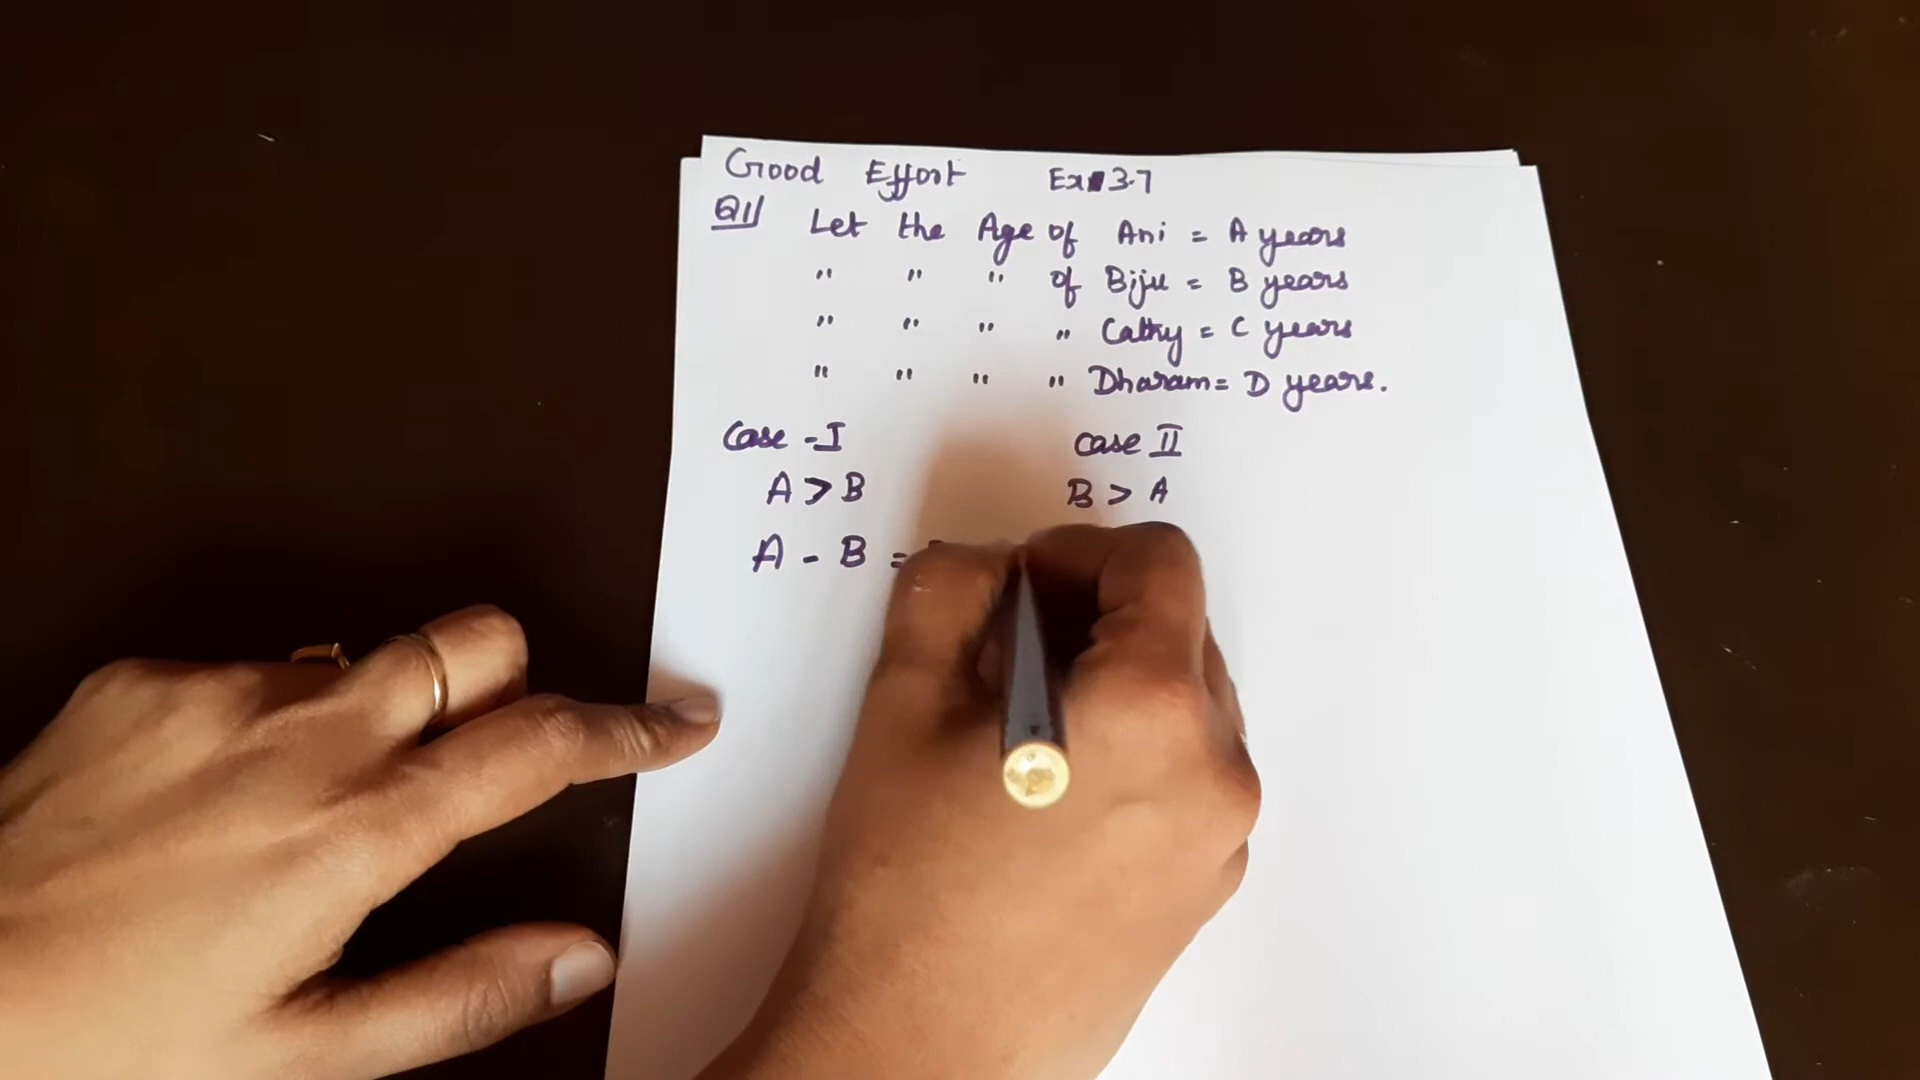 Good Effort Ex 3.7
Q1 Let the Age of Ani = A years
" " " of Biju = B years
" " " " Cathy = C years
" " " " Dharam = D years.
Case - I Case II
A > B B > A
A - B =